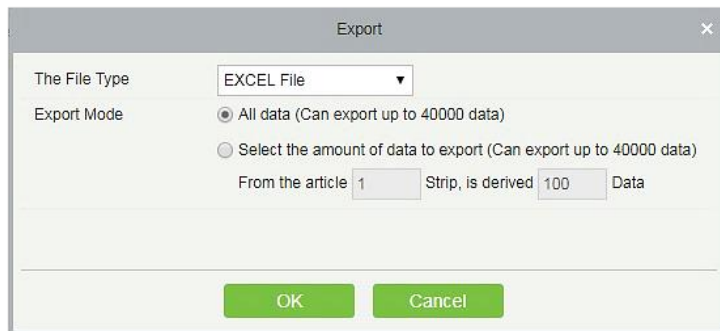 Export
The File Type EXCEL File
Export Mode All data (Can export up to 40000 data)
Select the amount of data to export (Can export up to 40000 data)
From the article 1 Strip, is derived 100 Data
OK Cancel